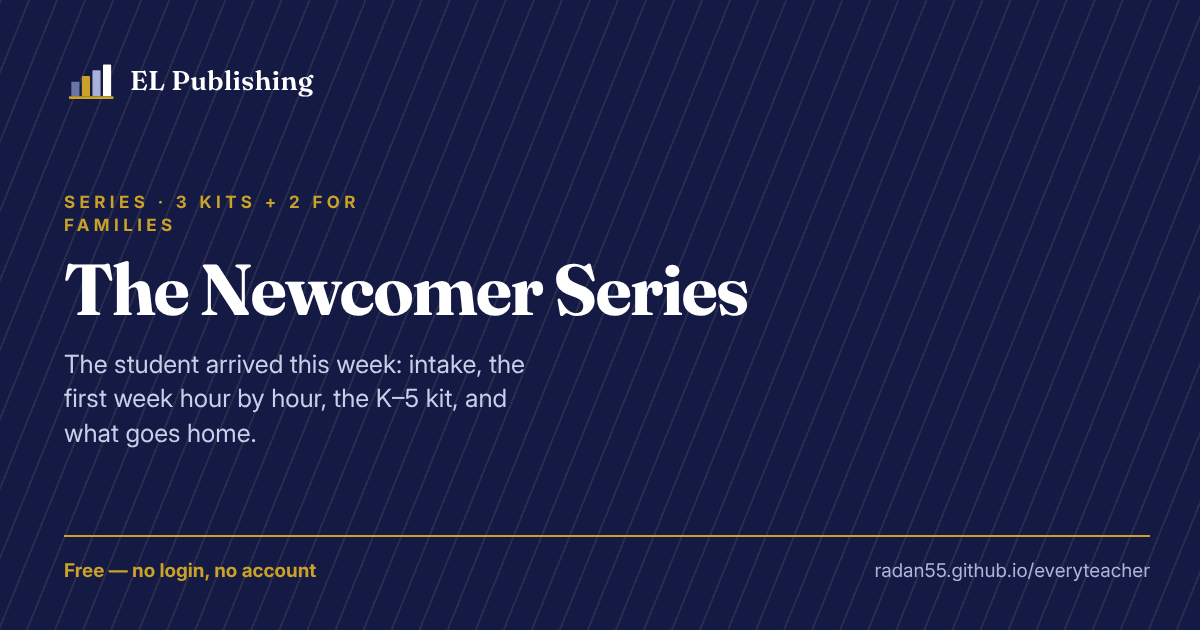 EL Publishing
SERIES · 3 KITS + 2 FOR
FAMILIES
The Newcomer Series
The student arrived this week: intake, the
first week hour by hour, the K–5 kit, and
what goes home.
Free — no login, no account
radan55.github.io/everyteacher